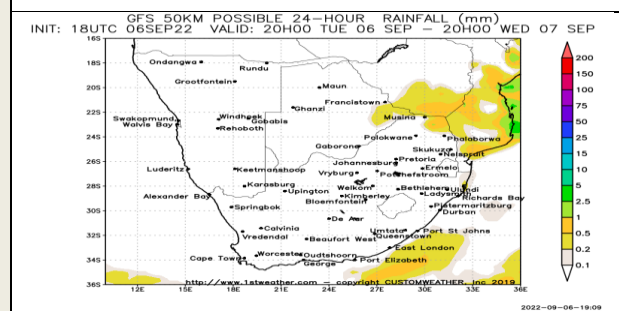 GFS 50KM POSSIBLE 24-HOUR RAINFALL (mm)
INIT: 18UTC 06SEP22 VALID: 20H00 TUE 06 SEP - 20H00 WED 07 SEP
16S
18S
20S
22S
24S
26S
28S
30S
32S
34S
36S
Ondangwa
Rundu
Grootfontein
Maun
Francistown
Ghanzi
Swakopmund
Walvis Bay
Windhoek
Gobabis
Rehoboth
Musina
Polokwane
Phalaborwa
Gaborone
Skukuza
Nelspruit
Johannesburg
Pretoria
Ermelo
Luderitz
Keetmanshoop
Vryburg
Potchefstroom
Karasburg
Upington
Welkom
Bethlehem
Ulundi
Ladysmith
Kimberley
Bloemfontein
Richards Bay
Alexander Bay
Springbok
Pietermaritzburg
Durban
De Aar
Calvinia
Vredendal
Umtata
Port St Johns
Queenstown
Beaufort West
East London
Cape Town
Worcester
Oudtshoorn
George
Port Elizabeth
http://www.1stweather.com - copyright CUSTOMWEATHER, Inc 2019
12E 15E 18E 21E 24E 27E 30E 33E 36E
200
150
100
75
50
25
15
10
5
2.5
1
0.5
0.2
0.1
2022-09-06-19:09